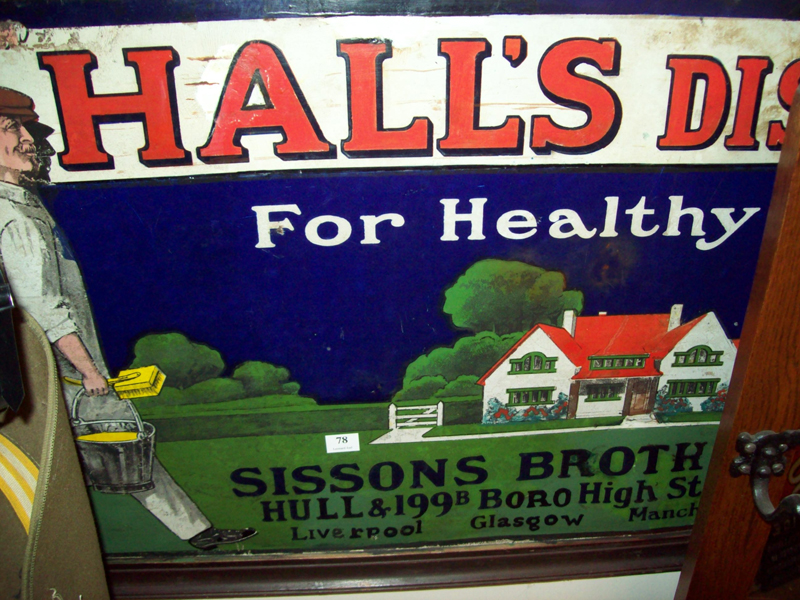 HALL'S DIS
For Healthy
78
SISSONS BROTH
HULL & 199B BORO High St
Liverpool Glasgow Manch